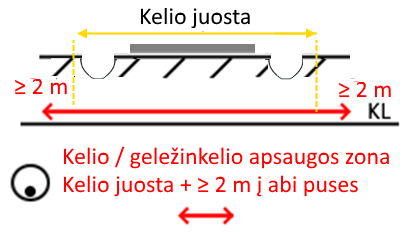 Kelio juosta
≥ 2 m
≥ 2 m
KL
Kelio / geležinkelio apsaugos zona
Kelio juosta + ≥ 2 m į abi puses